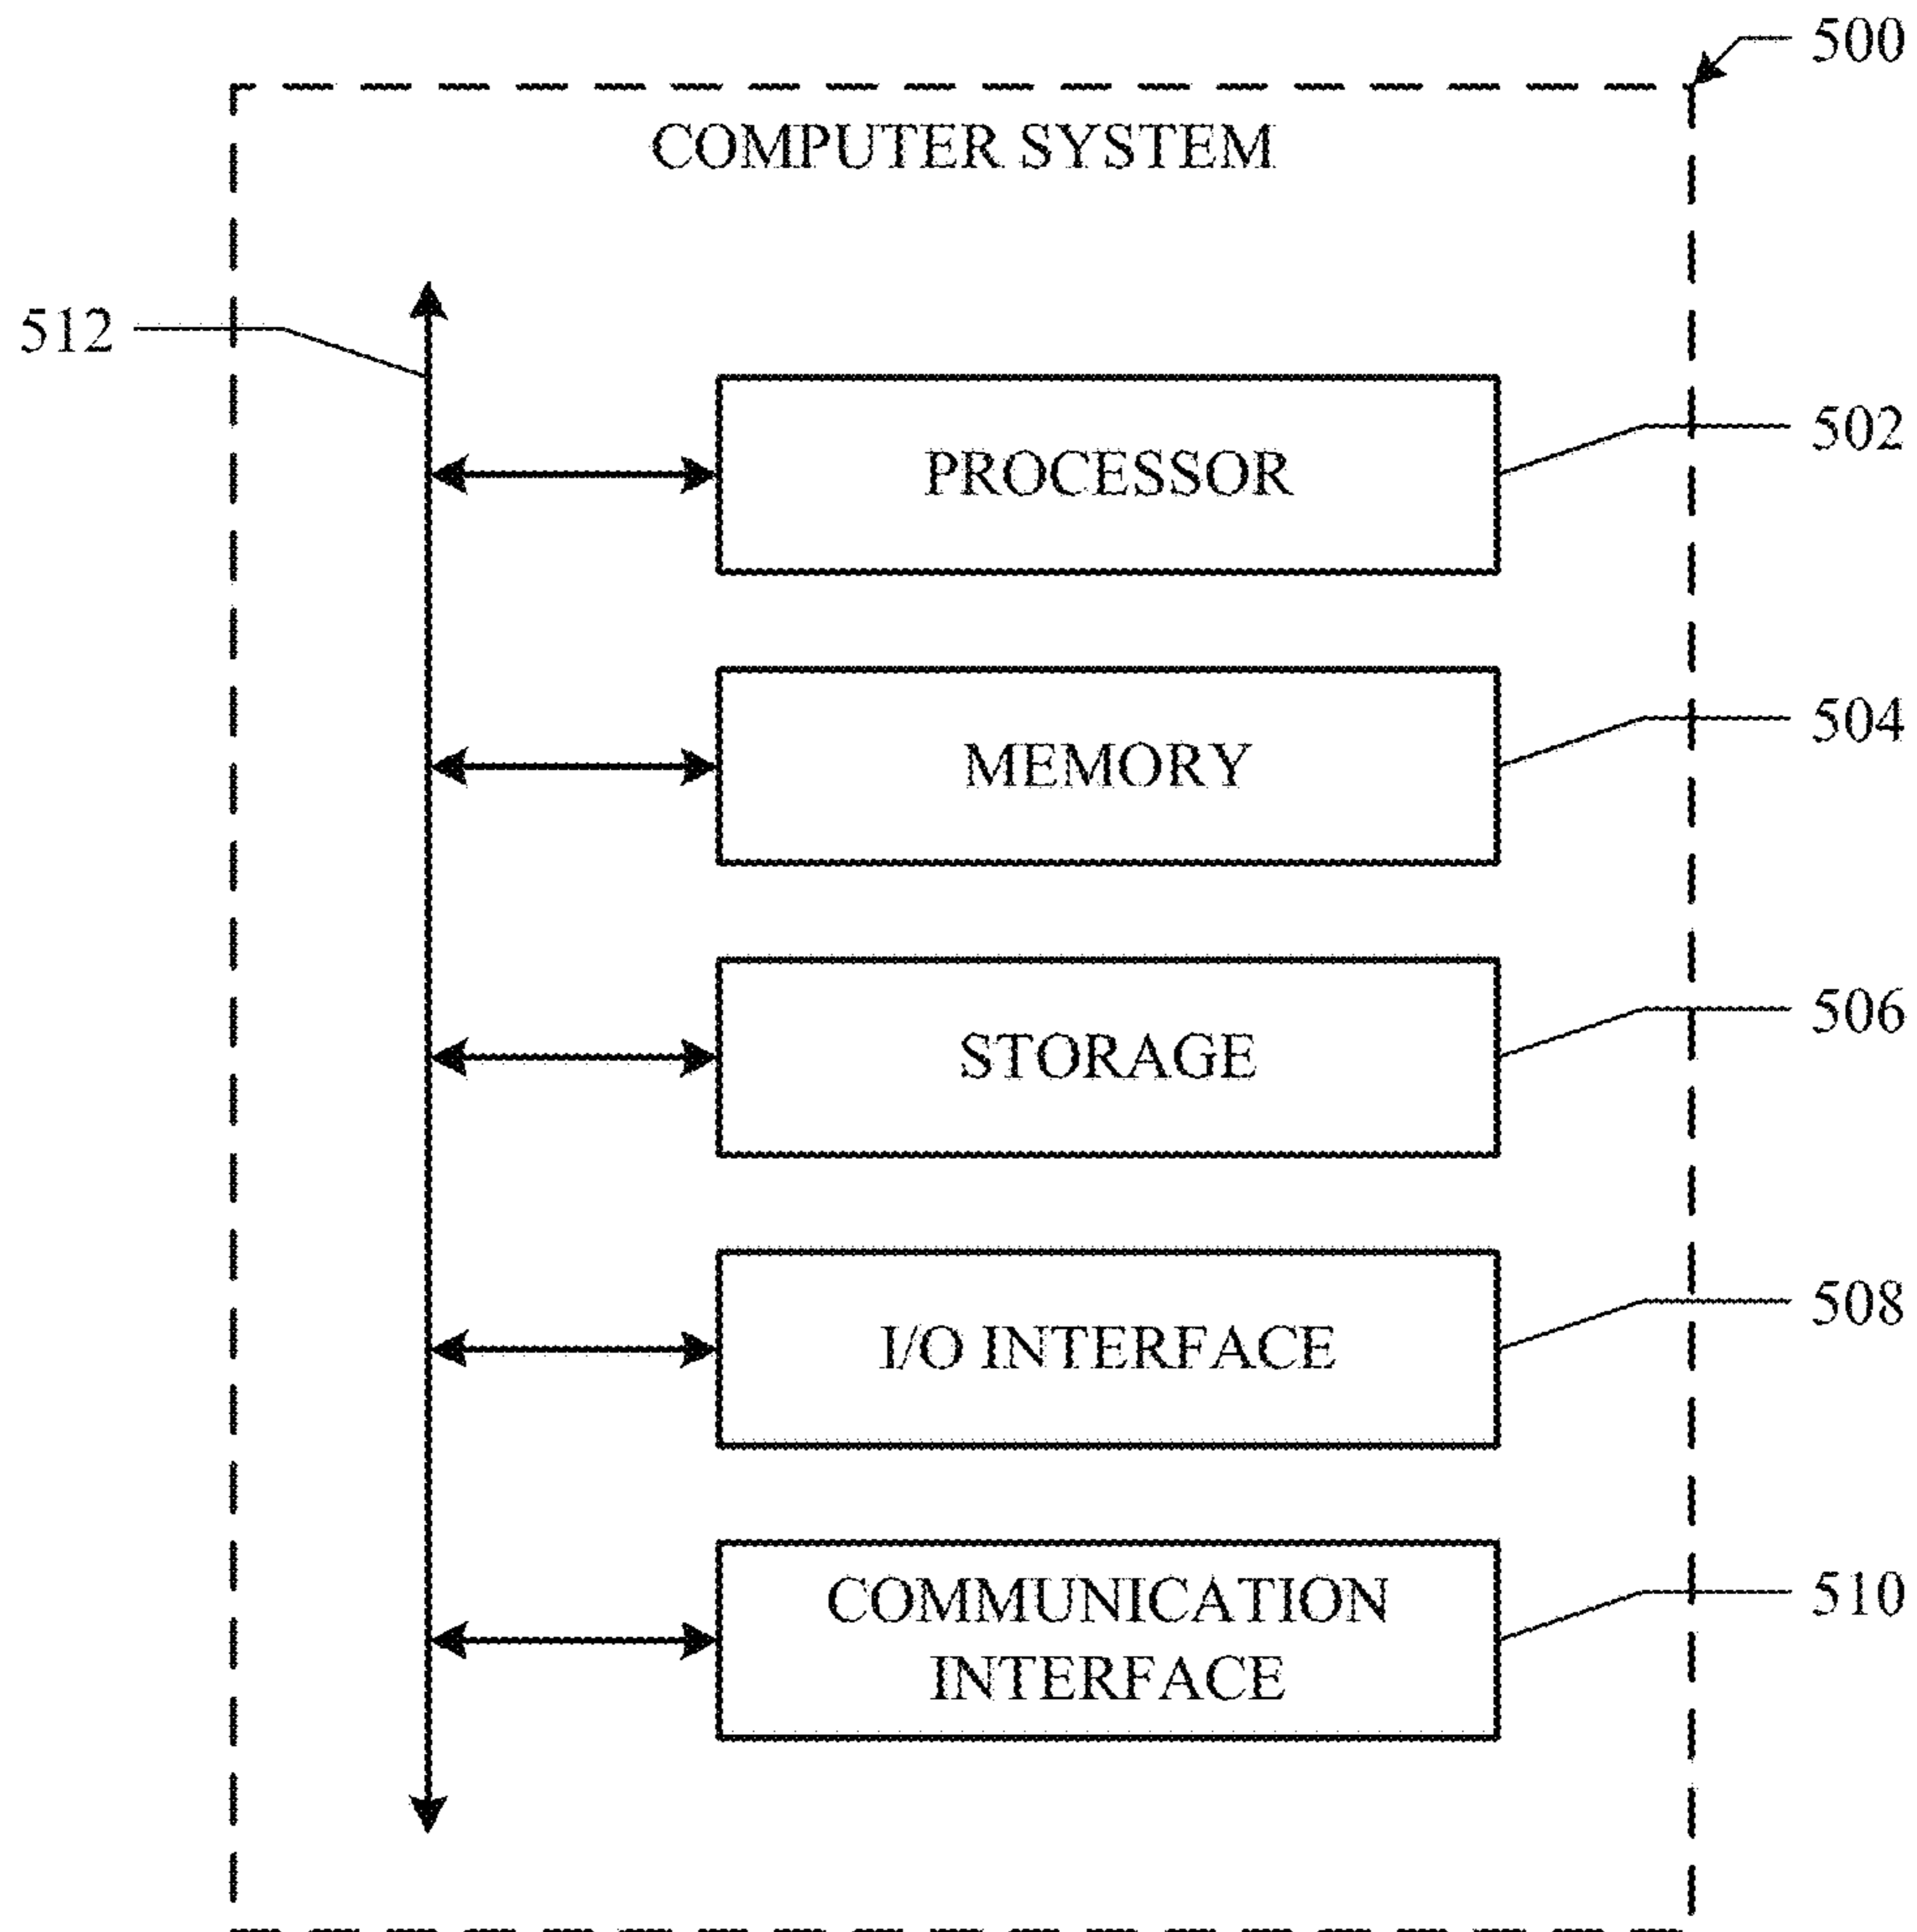 500
COMPUTER SYSTEM
512
PROCESSOR
502
MEMORY
504
STORAGE
506
I/O INTERFACE
508
COMMUNICATION
INTERFACE
510